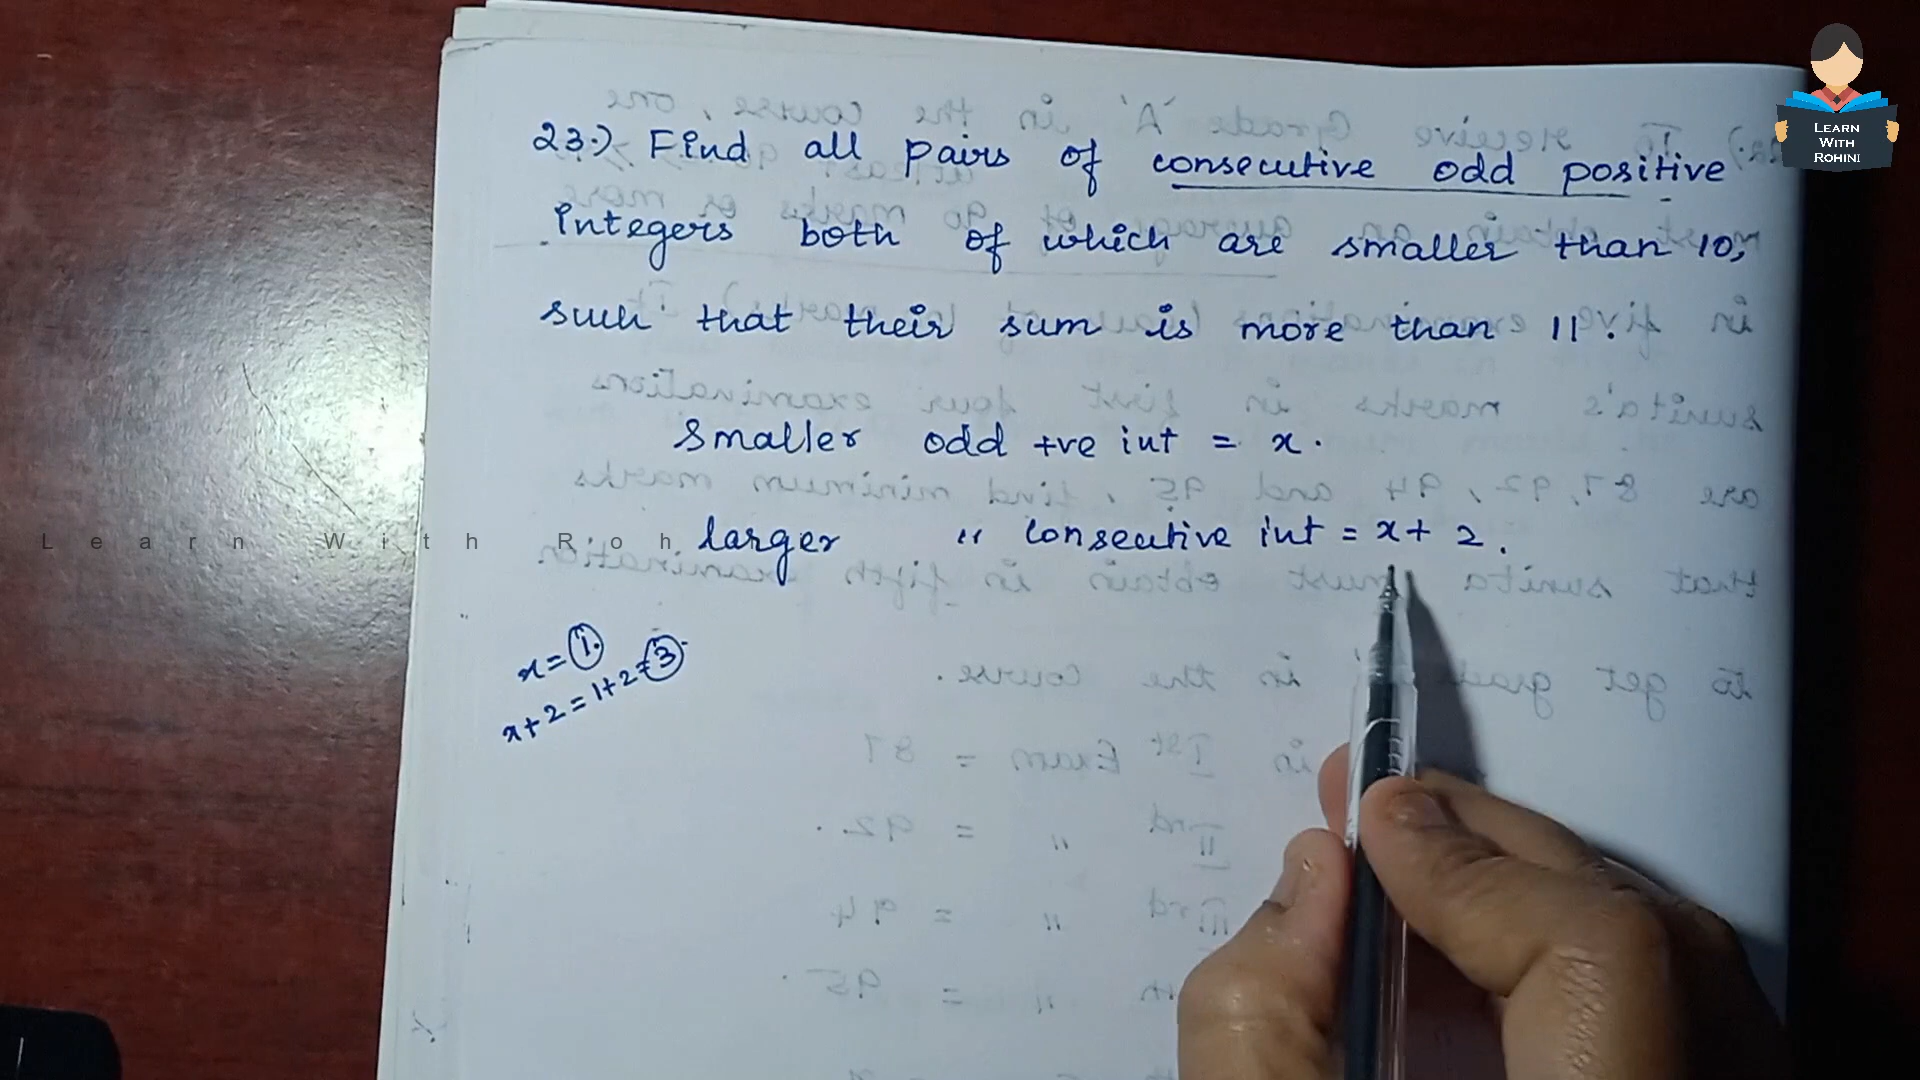 23.) Find all pairs of consecutive odd positive
integers both of which are smaller than 10,
such that their sum is more than 11.
Smaller odd +ve int = x.
larger " consecutive int = x + 2.
x = 1.
x + 2 = 1 + 2 = 3
Learn With Roh
LEARN
WITH
ROHINI